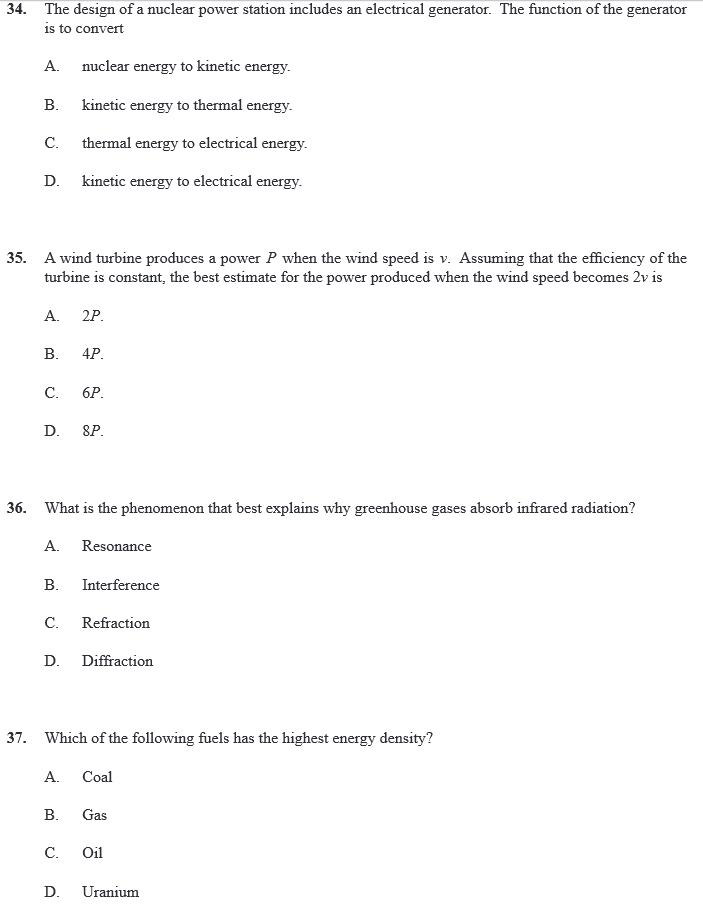 34. The design of a nuclear power station includes an electrical generator. The function of the generator
is to convert
A. nuclear energy to kinetic energy.
B. kinetic energy to thermal energy.
C. thermal energy to electrical energy.
D. kinetic energy to electrical energy.
35. A wind turbine produces a power P when the wind speed is v. Assuming that the efficiency of the
turbine is constant, the best estimate for the power produced when the wind speed becomes 2v is
A. 2P.
B. 4P.
C. 6P.
D. 8P.
36. What is the phenomenon that best explains why greenhouse gases absorb infrared radiation?
A. Resonance
B. Interference
C. Refraction
D. Diffraction
37. Which of the following fuels has the highest energy density?
A. Coal
B. Gas
C. Oil
D. Uranium